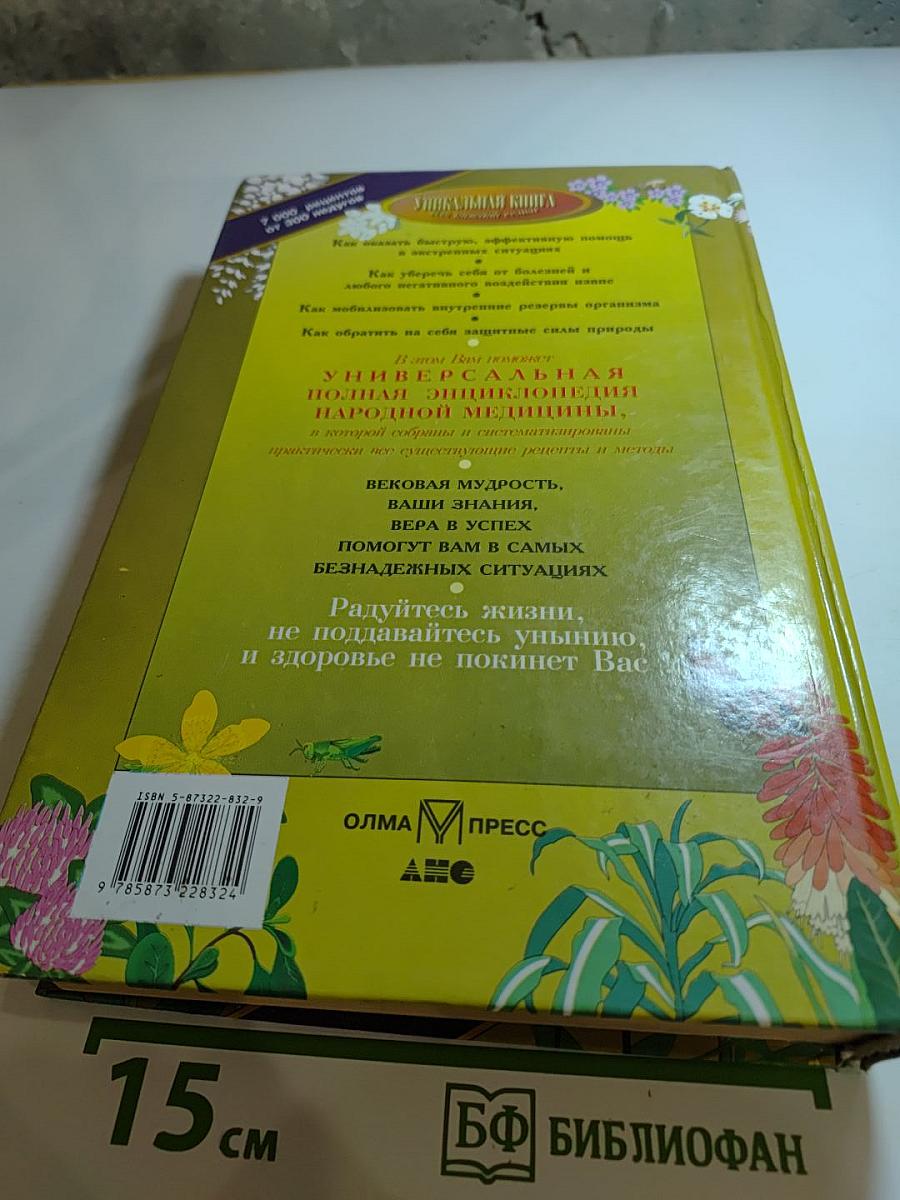 7 000 рецептов
от 300 недугов
УНИКАЛЬНАЯ КНИГА
Как оказать быструю, эффективную помощь
в экстренных ситуациях
Как уберечь себя от болезней и
любого негативного воздействия извне
Как мобилизовать внутренние резервы организма
Как обратить на себя защитные силы природы
В этом Вам поможет
УНИВЕРСАЛЬНАЯ
ПОЛНАЯ ЭНЦИКЛОПЕДИЯ
НАРОДНОЙ МЕДИЦИНЫ,
в которой собраны и систематизированы
практически все существующие рецепты и методы
ВЕКОВАЯ МУДРОСТЬ,
ВАШИ ЗНАНИЯ,
ВЕРА В УСПЕХ
ПОМОГУТ ВАМ В САМЫХ
БЕЗНАДЕЖНЫХ СИТУАЦИЯХ
Радуйтесь жизни,
не поддавайтесь унынию,
и здоровье не покинет Вас
ISBN 5-87322-832-9
9 785873 228324
ОЛМА ПРЕСС
АНС
15 см
БФ БИБЛИОФАН